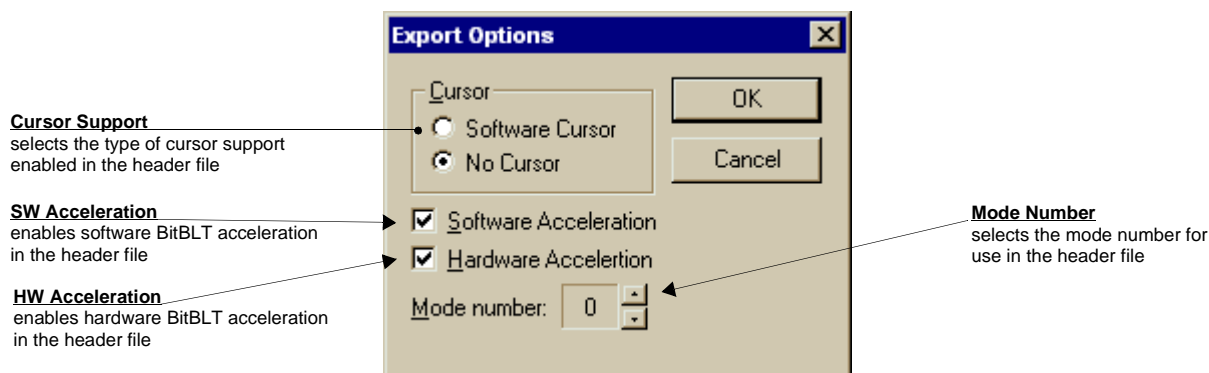 Export Options
Cursor
Software Cursor
No Cursor
OK
Cancel
Software Acceleration
Hardware Accelertion
Mode number: 0
Cursor Support
selects the type of cursor support
enabled in the header file
SW Acceleration
enables software BitBLT acceleration
in the header file
HW Acceleration
enables hardware BitBLT acceleration
in the header file
Mode Number
selects the mode number for
use in the header file